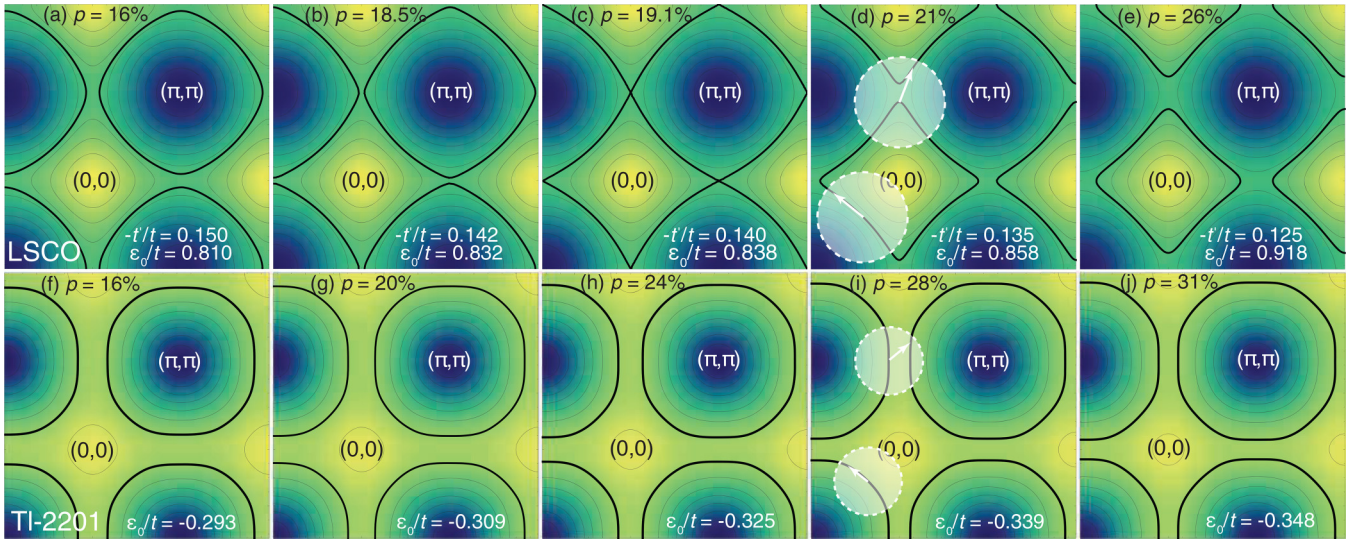 (a) p = 16%
(π,π)
(0,0)
-t'/t = 0.150
ε₀/t = 0.810
LSCO
(b) p = 18.5%
(π,π)
(0,0)
-t'/t = 0.142
ε₀/t = 0.832
(c) p = 19.1%
(π,π)
(0,0)
-t'/t = 0.140
ε₀/t = 0.838
(d) p = 21%
(π,π)
(0,0)
-t'/t = 0.135
ε₀/t = 0.858
(e) p = 26%
(π,π)
(0,0)
-t'/t = 0.125
ε₀/t = 0.918
(f) p = 16%
(π,π)
(0,0)
Tl-2201
ε₀/t = -0.293
(g) p = 20%
(π,π)
(0,0)
ε₀/t = -0.309
(h) p = 24%
(π,π)
(0,0)
ε₀/t = -0.325
(i) p = 28%
(π,π)
(0,0)
ε₀/t = -0.339
(j) p = 31%
(π,π)
(0,0)
ε₀/t = -0.348